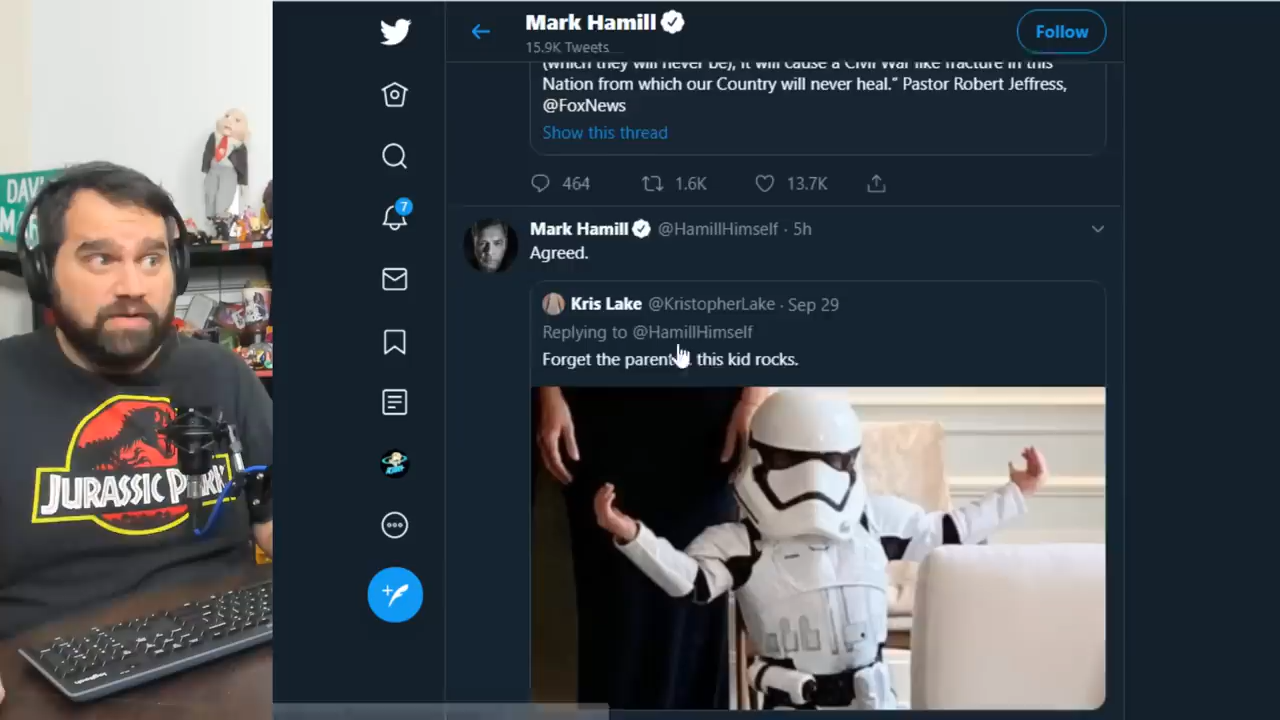 Mark Hamill
15.9K Tweets
Follow
(which they will never be), it will cause a Civil War like fracture in this
Nation from which our Country will never heal.” Pastor Robert Jeffress,
@FoxNews
Show this thread
464 1.6K 13.7K
7
Mark Hamill @HamillHimself · 5h
Agreed.
Kris Lake @KristopherLake · Sep 29
Replying to @HamillHimself
Forget the parent this kid rocks.
JURASSIC PARK